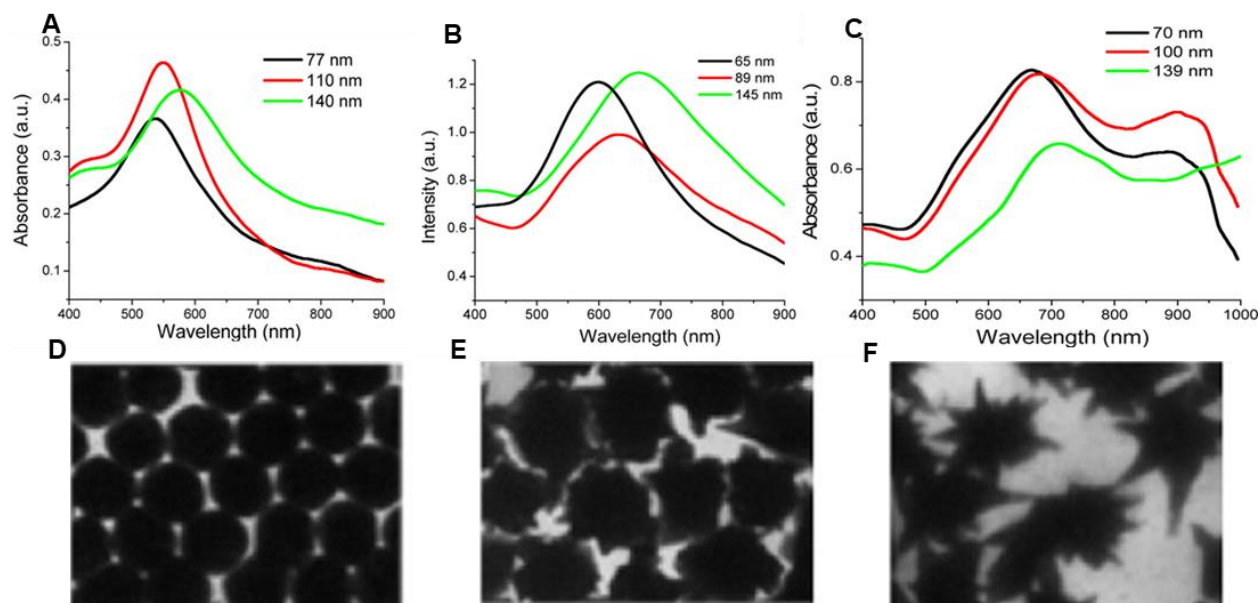 A
B
C
77 nm
110 nm
140 nm
65 nm
89 nm
145 nm
70 nm
100 nm
139 nm
Absorbance (a.u.)
0.5
0.4
0.3
0.2
0.1
400 500 600 700 800 900
Wavelength (nm)
Intensity (a.u.)
1.2
1.0
0.8
0.6
0.4
400 500 600 700 800 900
Wavelength (nm)
Absorbance (a.u.)
0.8
0.6
0.4
400 500 600 700 800 900 1000
Wavelength (nm)
D
E
F